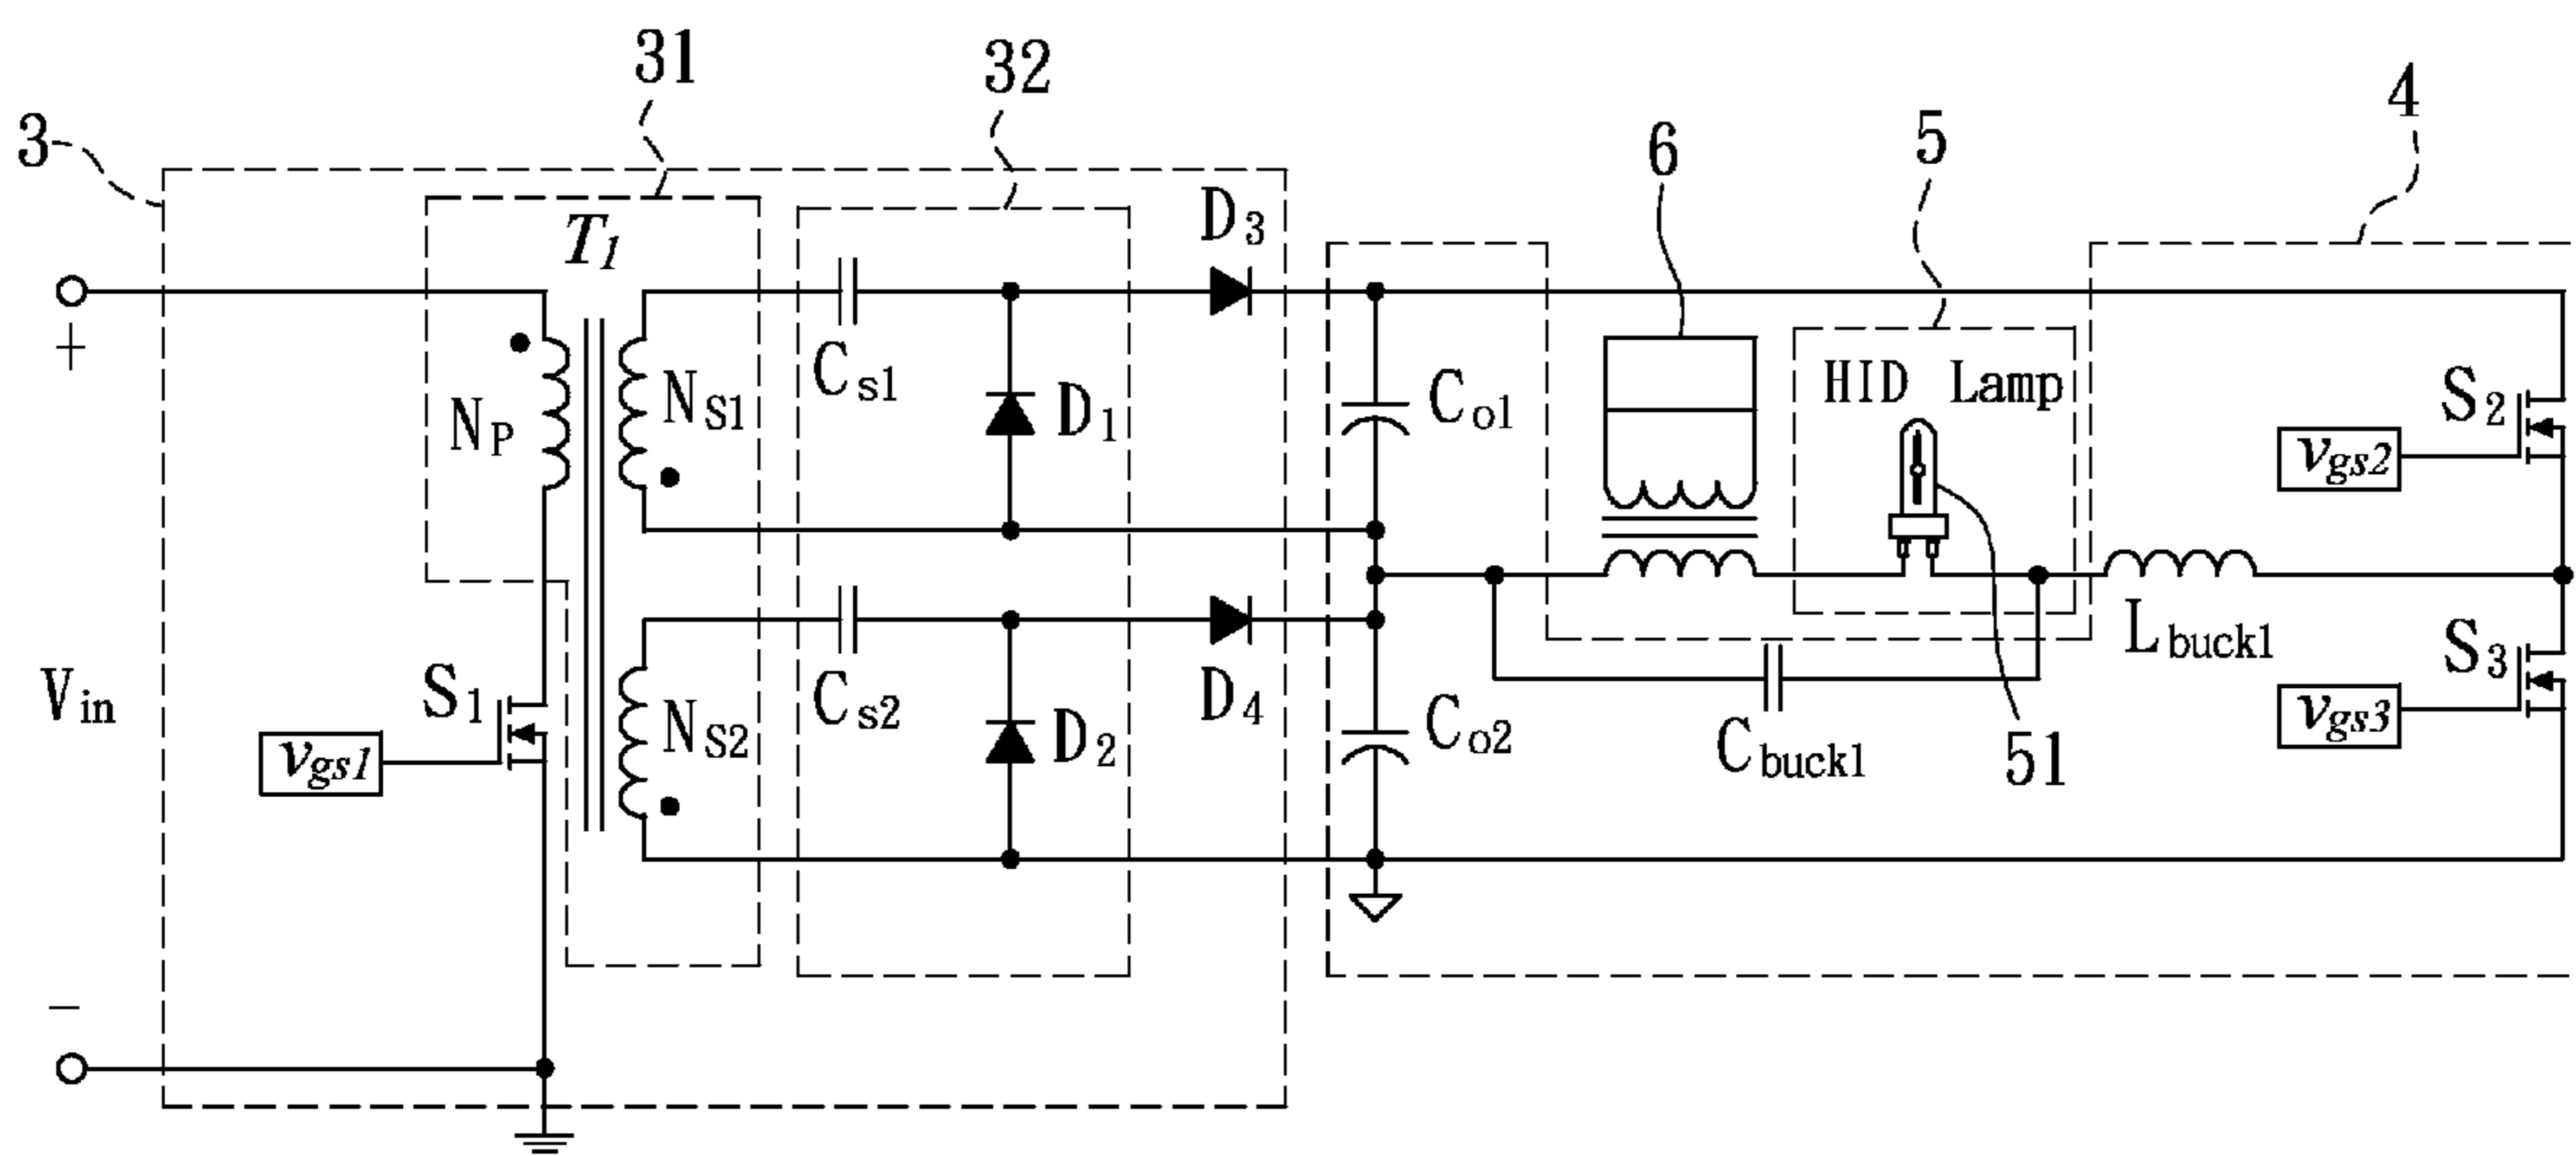 31
32
4
3
5
6
D3
T1
+
HID Lamp
Cs1
NS1
D1
Co1
S2
NP
vgs2
Lbuck1
S3
S1
Vin
Cs2
D4
vgs3
NS2
D2
Co2
Cbuck1
51
vgs1
−